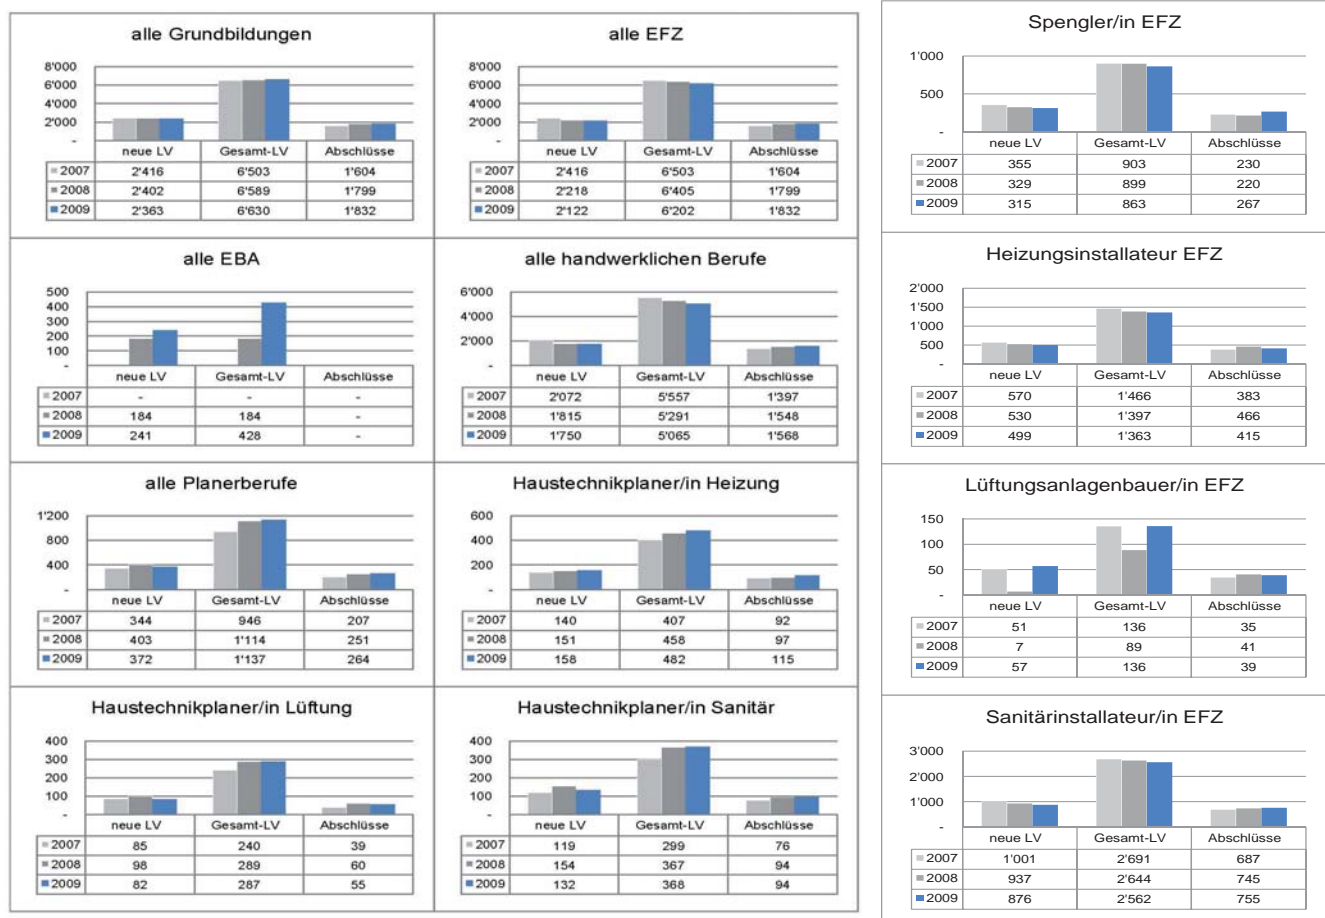 alle Grundbildungen
8'000
6'000
4'000
2'000
-
neue LV Gesamt-LV Abschlüsse
2007 2'416 6'503 1'604
2008 2'402 6'589 1'799
2009 2'363 6'630 1'832
alle EFZ
8'000
6'000
4'000
2'000
-
neue LV Gesamt-LV Abschlüsse
2007 2'416 6'503 1'604
2008 2'218 6'405 1'799
2009 2'122 6'202 1'832
alle EBA
500
400
300
200
100
-
neue LV Gesamt-LV Abschlüsse
2007 - - -
2008 184 184 -
2009 241 428 -
alle handwerklichen Berufe
6'000
4'000
2'000
-
neue LV Gesamt-LV Abschlüsse
2007 2'072 5'557 1'397
2008 1'815 5'291 1'548
2009 1'750 5'065 1'568
alle Planerberufe
1'200
800
400
-
neue LV Gesamt-LV Abschlüsse
2007 344 946 207
2008 403 1'114 251
2009 372 1'137 264
Haustechnikplaner/in Heizung
600
400
200
-
neue LV Gesamt-LV Abschlüsse
2007 140 407 92
2008 151 458 97
2009 158 482 115
Haustechnikplaner/in Lüftung
400
300
200
100
-
neue LV Gesamt-LV Abschlüsse
2007 85 240 39
2008 98 289 60
2009 82 287 55
Haustechnikplaner/in Sanitär
400
300
200
100
-
neue LV Gesamt-LV Abschlüsse
2007 119 299 76
2008 154 367 94
2009 132 368 94
Spengler/in EFZ
1'000
500
-
neue LV Gesamt-LV Abschlüsse
2007 355 903 230
2008 329 899 220
2009 315 863 267
Heizungsinstallateur EFZ
2'000
1'500
1'000
500
-
neue LV Gesamt-LV Abschlüsse
2007 570 1'466 383
2008 530 1'397 466
2009 499 1'363 415
Lüftungsanlagenbauer/in EFZ
150
100
50
-
neue LV Gesamt-LV Abschlüsse
2007 51 136 35
2008 7 89 41
2009 57 136 39
Sanitärinstallateur/in EFZ
3'000
2'000
1'000
-
neue LV Gesamt-LV Abschlüsse
2007 1'001 2'691 687
2008 937 2'644 745
2009 876 2'562 755